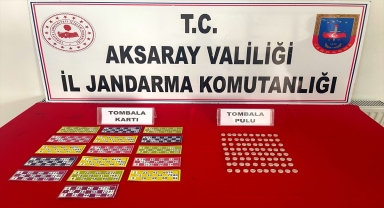 T.C.
AKSARAY VALİLİĞİ
İL JANDARMA KOMUTANLIĞI
TOMBALA
KARTI
TOMBALA
PULU